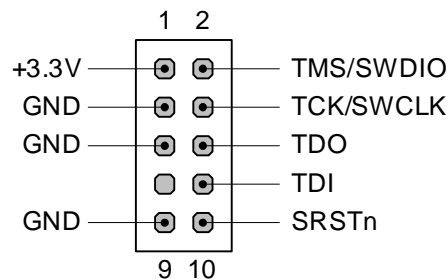 1 2
+3.3V TMS/SWDIO
GND TCK/SWCLK
GND TDO
TDI
GND SRSTn
9 10